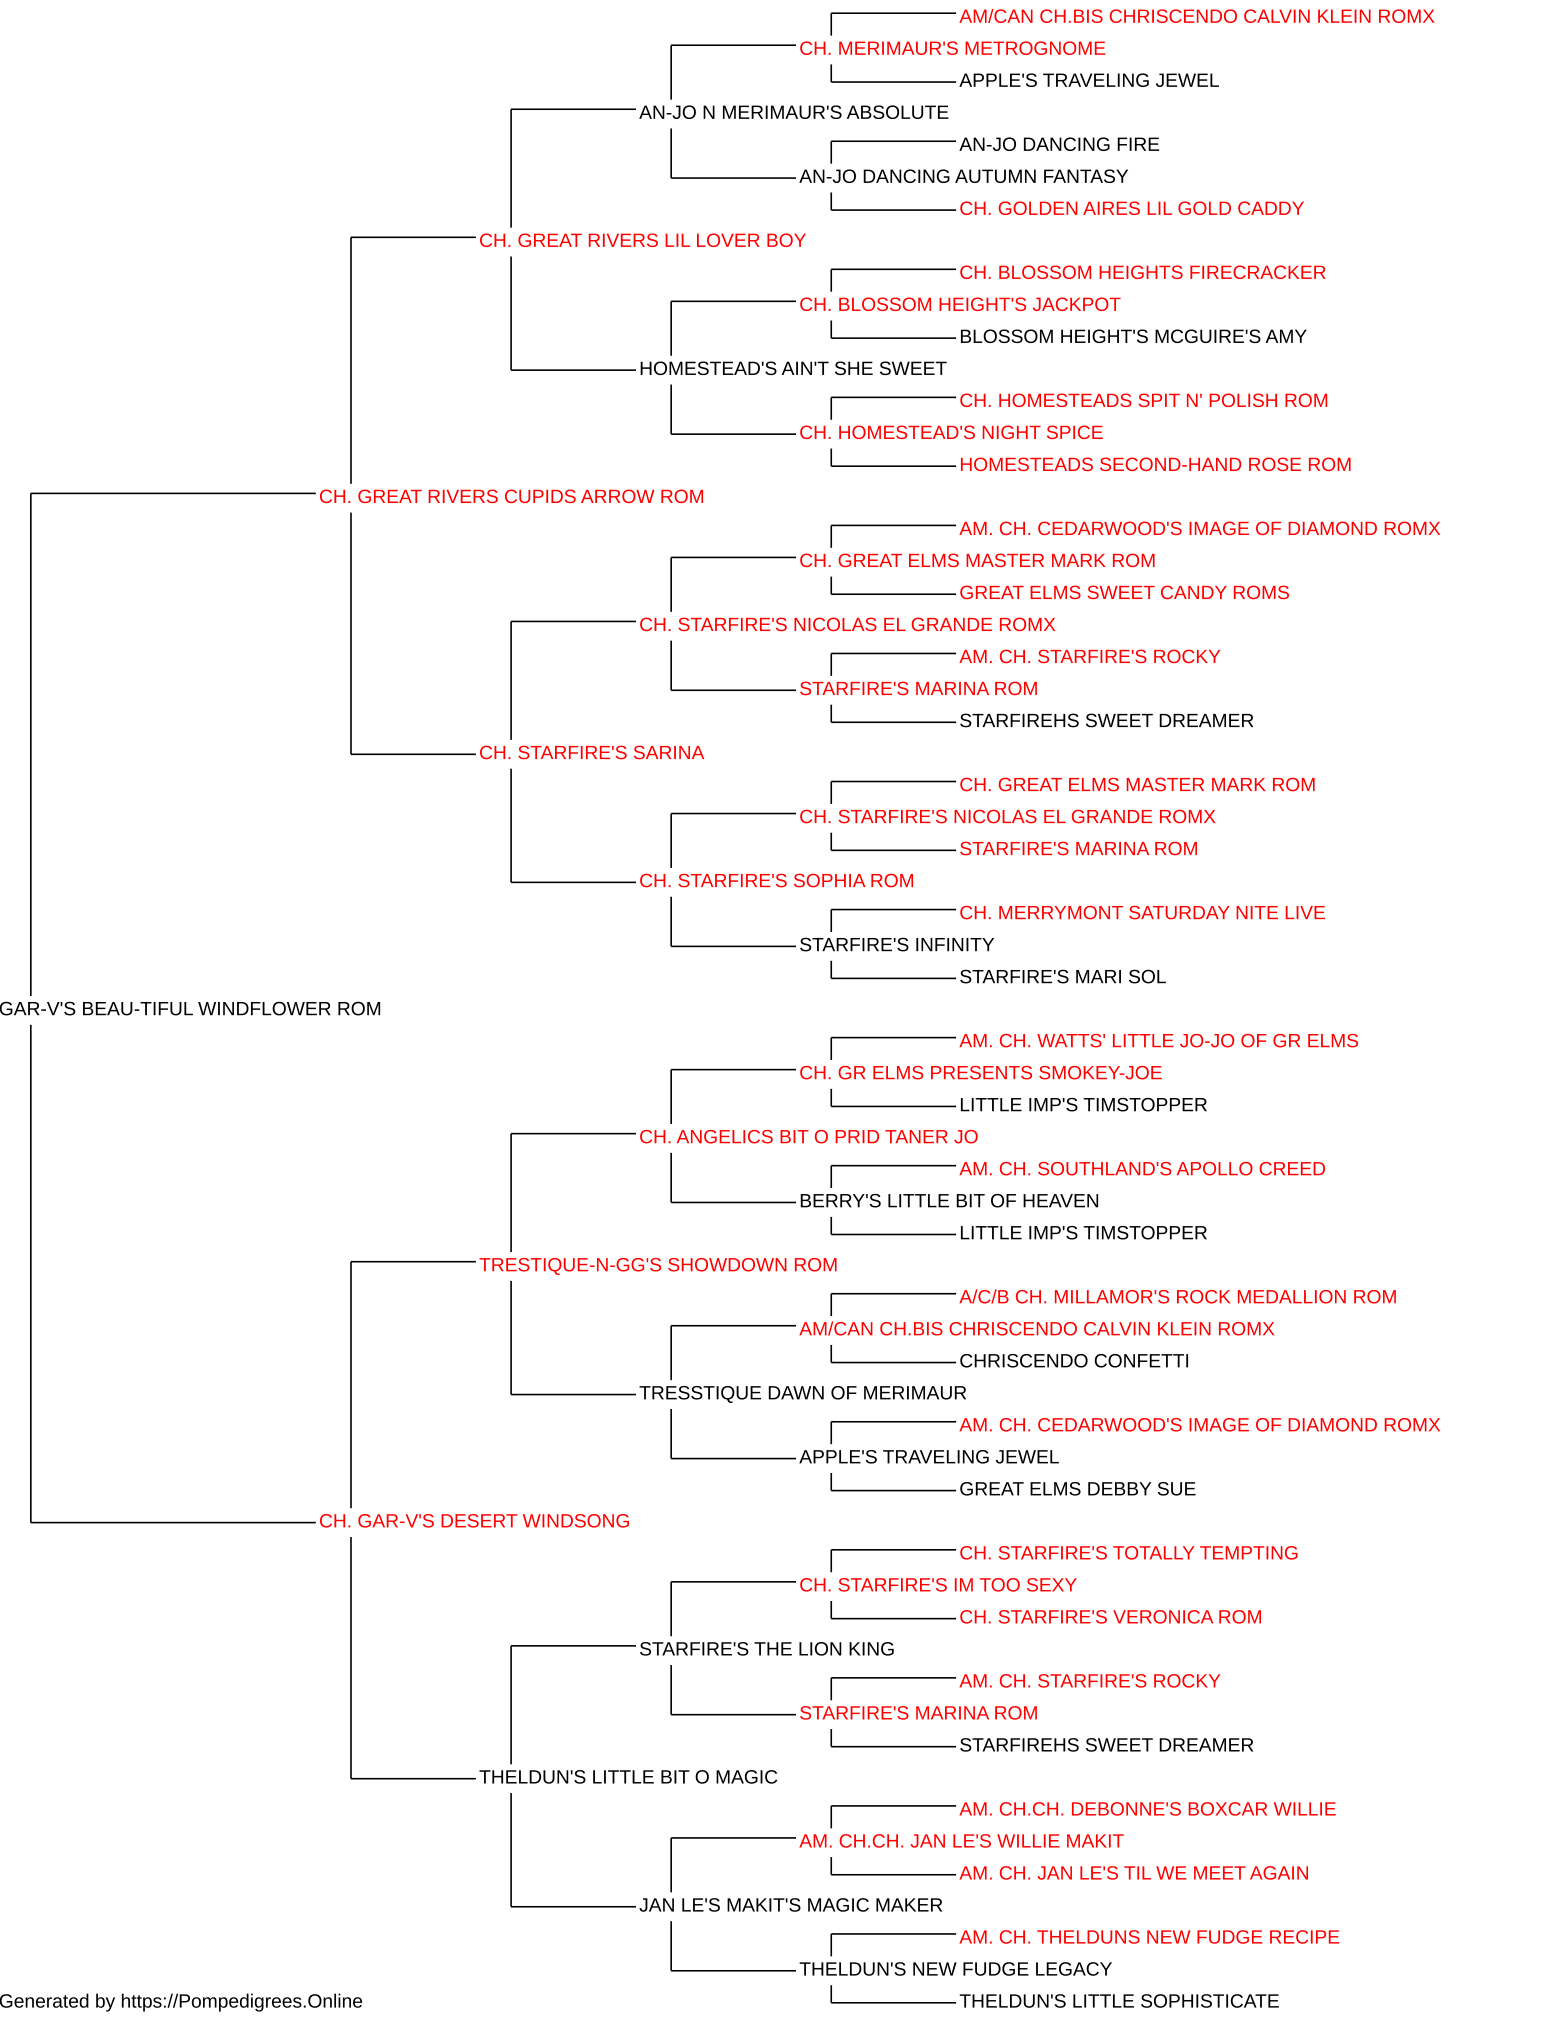 AM/CAN CH.BIS CHRISCENDO CALVIN KLEIN ROMX
CH. MERIMAUR'S METROGNOME
APPLE'S TRAVELING JEWEL
AN-JO N MERIMAUR'S ABSOLUTE
AN-JO DANCING FIRE
AN-JO DANCING AUTUMN FANTASY
CH. GOLDEN AIRES LIL GOLD CADDY
CH. GREAT RIVERS LIL LOVER BOY
CH. BLOSSOM HEIGHTS FIRECRACKER
CH. BLOSSOM HEIGHT'S JACKPOT
BLOSSOM HEIGHT'S MCGUIRE'S AMY
HOMESTEAD'S AIN'T SHE SWEET
CH. HOMESTEADS SPIT N' POLISH ROM
CH. HOMESTEAD'S NIGHT SPICE
HOMESTEADS SECOND-HAND ROSE ROM
CH. GREAT RIVERS CUPIDS ARROW ROM
AM. CH. CEDARWOOD'S IMAGE OF DIAMOND ROMX
CH. GREAT ELMS MASTER MARK ROM
GREAT ELMS SWEET CANDY ROMS
CH. STARFIRE'S NICOLAS EL GRANDE ROMX
AM. CH. STARFIRE'S ROCKY
STARFIRE'S MARINA ROM
STARFIREHS SWEET DREAMER
CH. STARFIRE'S SARINA
CH. GREAT ELMS MASTER MARK ROM
CH. STARFIRE'S NICOLAS EL GRANDE ROMX
STARFIRE'S MARINA ROM
CH. STARFIRE'S SOPHIA ROM
CH. MERRYMONT SATURDAY NITE LIVE
STARFIRE'S INFINITY
STARFIRE'S MARI SOL
GAR-V'S BEAU-TIFUL WINDFLOWER ROM
AM. CH. WATTS' LITTLE JO-JO OF GR ELMS
CH. GR ELMS PRESENTS SMOKEY-JOE
LITTLE IMP'S TIMSTOPPER
CH. ANGELICS BIT O PRID TANER JO
AM. CH. SOUTHLAND'S APOLLO CREED
BERRY'S LITTLE BIT OF HEAVEN
LITTLE IMP'S TIMSTOPPER
TRESTIQUE-N-GG'S SHOWDOWN ROM
A/C/B CH. MILLAMOR'S ROCK MEDALLION ROM
AM/CAN CH.BIS CHRISCENDO CALVIN KLEIN ROMX
CHRISCENDO CONFETTI
TRESSTIQUE DAWN OF MERIMAUR
AM. CH. CEDARWOOD'S IMAGE OF DIAMOND ROMX
APPLE'S TRAVELING JEWEL
GREAT ELMS DEBBY SUE
CH. GAR-V'S DESERT WINDSONG
CH. STARFIRE'S TOTALLY TEMPTING
CH. STARFIRE'S IM TOO SEXY
CH. STARFIRE'S VERONICA ROM
STARFIRE'S THE LION KING
AM. CH. STARFIRE'S ROCKY
STARFIRE'S MARINA ROM
STARFIREHS SWEET DREAMER
THELDUN'S LITTLE BIT O MAGIC
AM. CH.CH. DEBONNE'S BOXCAR WILLIE
AM. CH.CH. JAN LE'S WILLIE MAKIT
AM. CH. JAN LE'S TIL WE MEET AGAIN
JAN LE'S MAKIT'S MAGIC MAKER
AM. CH. THELDUNS NEW FUDGE RECIPE
THELDUN'S NEW FUDGE LEGACY
THELDUN'S LITTLE SOPHISTICATE
Generated by https://Pompedigrees.Online